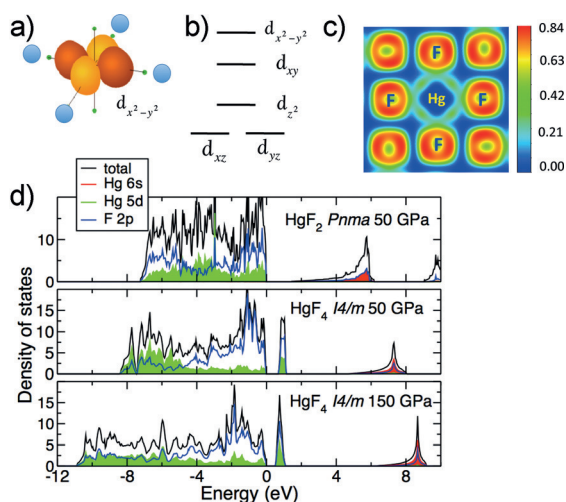 a)
d_{x²−y²}
b)
d_{x²−y²}
d_{xy}
d_{z²}
d_{xz} d_{yz}
c)
F
F Hg F
F
0.84
0.63
0.42
0.21
0.00
d)
total
Hg 6s
Hg 5d
F 2p
Density of states
HgF₂ Pnma 50 GPa
20
10
0
HgF₄ I4/m 50 GPa
15
10
5
0
HgF₄ I4/m 150 GPa
15
10
5
0
-12 -8 -4 0 4 8
Energy (eV)